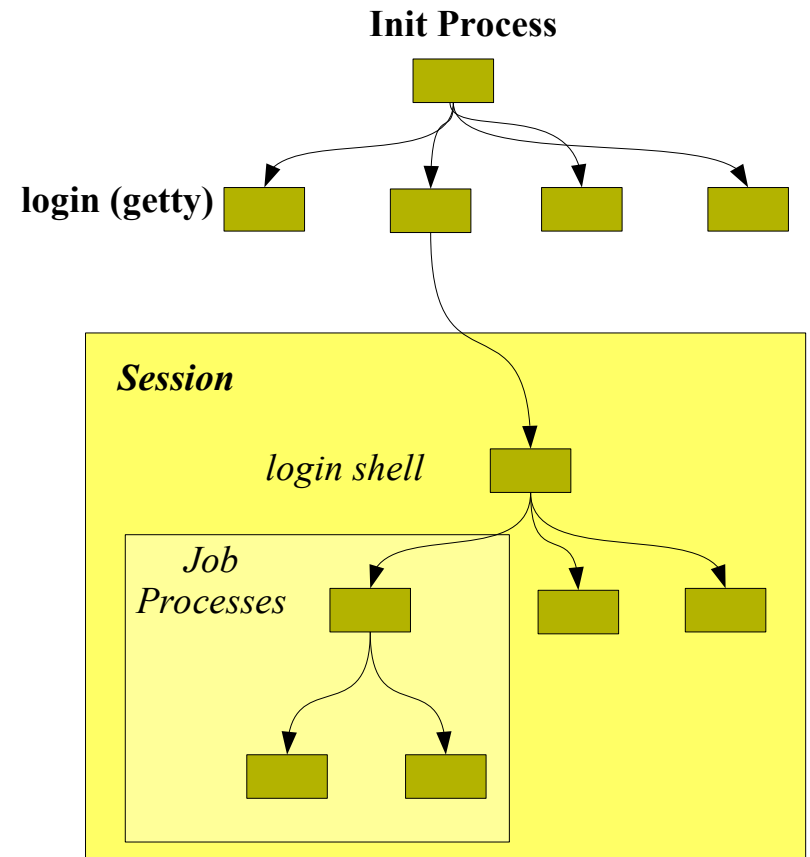 Init Process
login (getty)
Session
login shell
Job
Processes